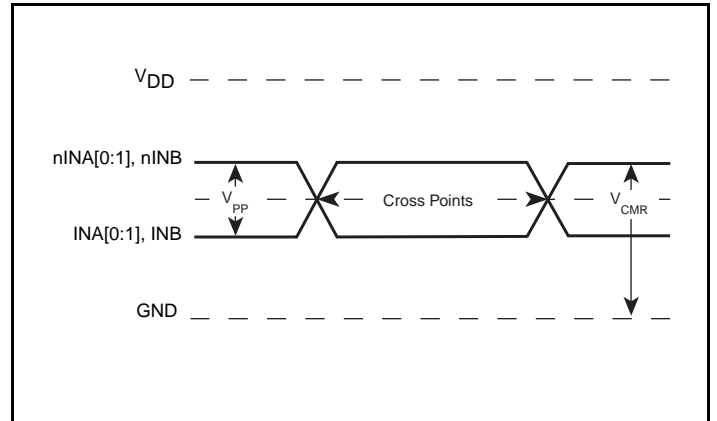 VDD
nINA[0:1], nINB
VPP
Cross Points
VCMR
INA[0:1], INB
GND